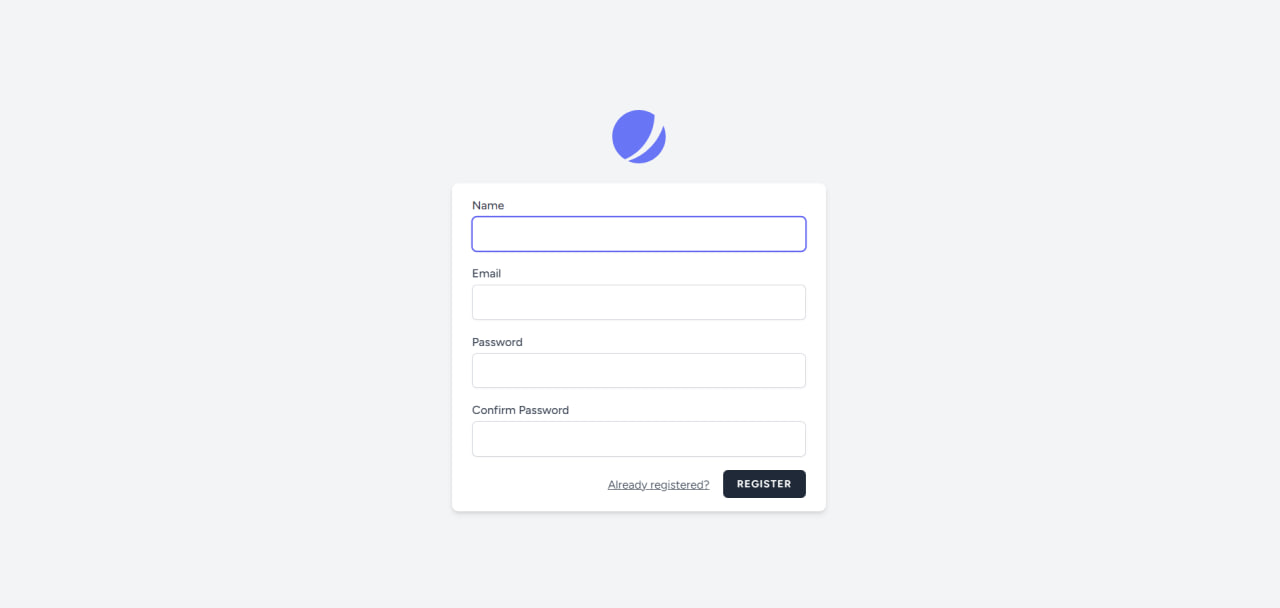 Name
Email
Password
Confirm Password
Already registered? REGISTER